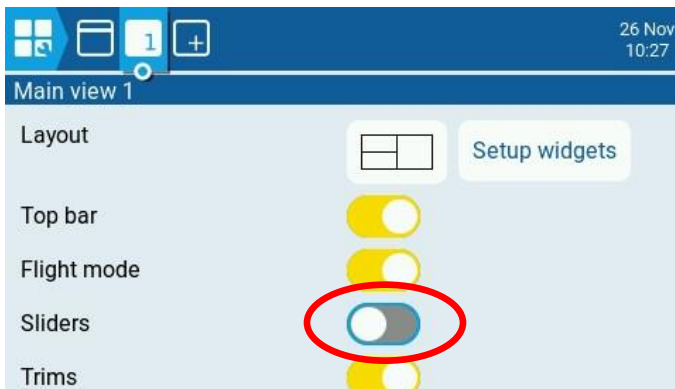 1
26 Nov
10:27
Main view 1
Layout
Setup widgets
Top bar
Flight mode
Sliders
Trims